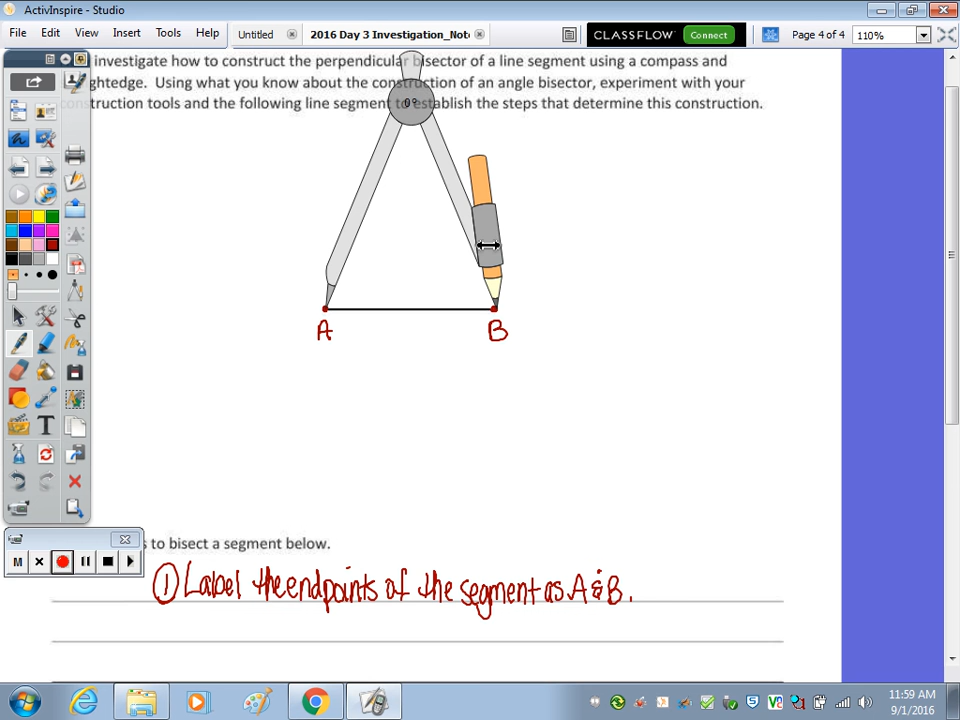 ActivInspire - Studio
File Edit View Insert Tools Help Untitled 2016 Day 3 Investigation_Note CLASSFLOW Connect Page 4 of 4 110%
investigate how to construct the perpendicular bisector of a line segment using a compass and
ghtedge. Using what you know about the construction of an angle bisector, experiment with your
onstruction tools and the following line segment to establish the steps that determine this construction.
0°
A B
s to bisect a segment below.
M
① Label the endpoints of the segment as A & B.
11:59 AM
9/1/2016